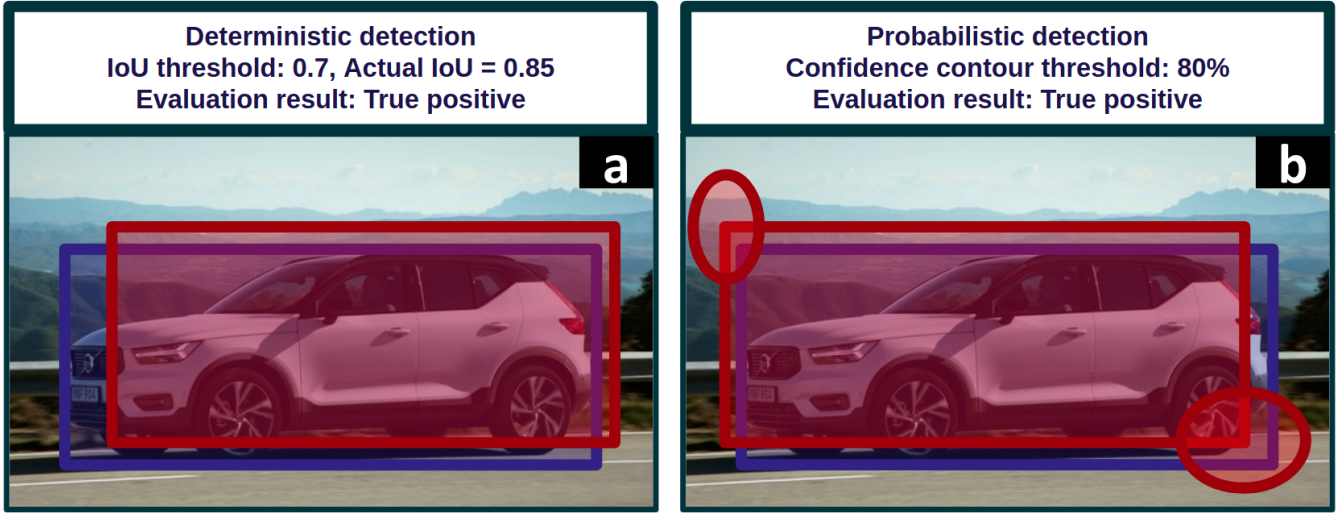 Deterministic detection
IoU threshold: 0.7, Actual IoU = 0.85
Evaluation result: True positive
Probabilistic detection
Confidence contour threshold: 80%
Evaluation result: True positive
a
b